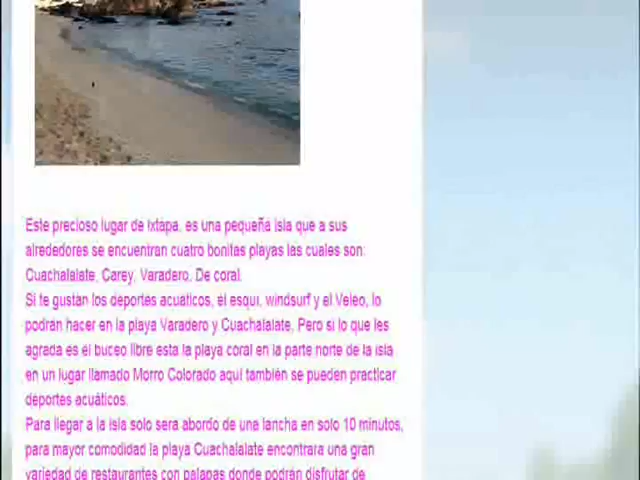 Este precioso lugar de Ixtapa, es una pequeña isla que a sus
alrededores se encuentran cuatro bonitas playas las cuales son:
Cuachalalate, Carey, Varadero, De coral.
Si te gustan los deportes acuaticos, el esqui, windsurf y el Veleo, lo
podrán hacer en la playa Varadero y Cuachalalate, Pero si lo que les
agrada es el buceo libre esta la playa coral en la parte norte de la isla
en un lugar llamado Morro Colorado aquí también se pueden practicar
deportes acuáticos.
Para llegar a la isla solo sera abordo de una lancha en solo 10 minutos,
para mayor comodidad la playa Cuachalalate encontrara una gran
variedad de restaurantes con palapas donde podrán disfrutar de